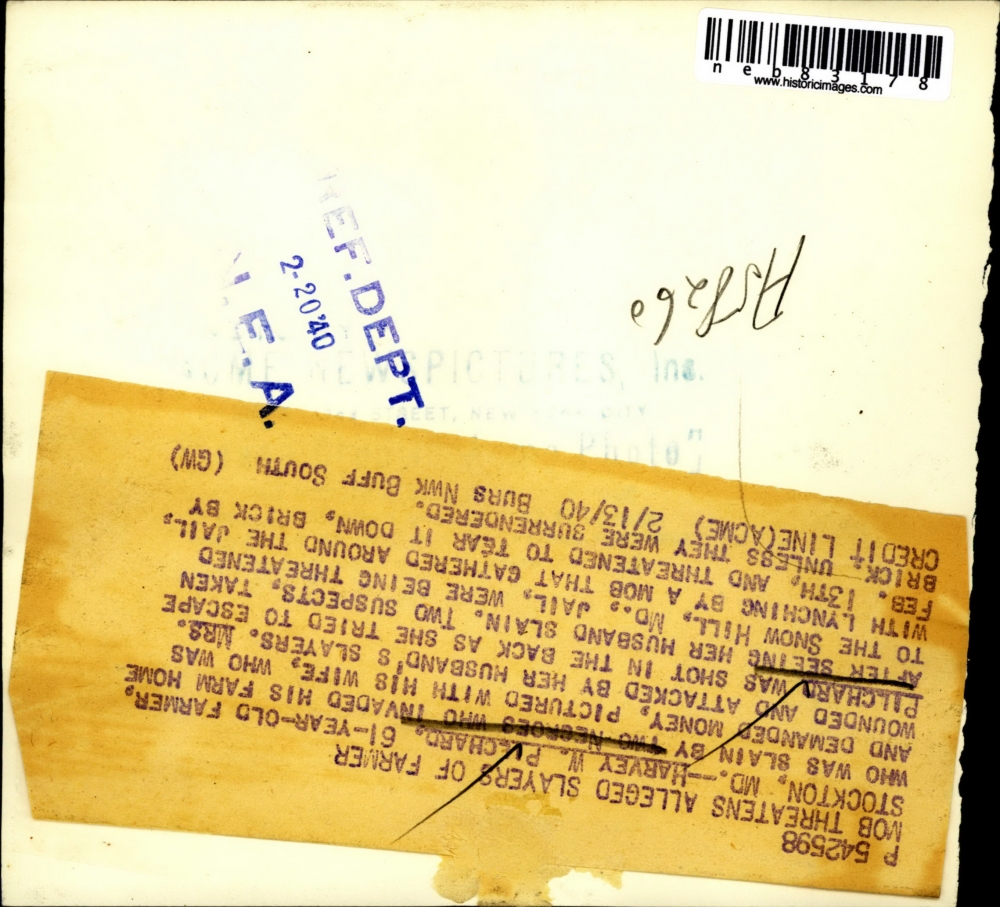 neb83178
www.historicimages.com
REF. DEPT.
2-20'40
N. E. A.
ACME NEWSPICTURES, Inc.
STREET, NEW YORK CITY
Photo"
P 542598
MOB THREATENS ALLEGED SLAYERS OF FARMER
STOCKTON, MD.--HARVEY W. PILCHARD, 61-YEAR-OLD FARMER,
WHO WAS SLAIN BY TWO NEGROES WHO INVADED HIS FARM HOME
AND DEMANDED MONEY, PICTURED WITH HIS WIFE, WHO WAS
WOUNDED AND ATTACKED BY HER HUSBAND'S SLAYERS. MRS.
PILCHARD WAS SHOT IN THE BACK AS SHE TRIED TO ESCAPE
AFTER SEEING HER HUSBAND SLAIN. TWO SUSPECTS, TAKEN
TO THE SNOW HILL, MD., JAIL, WERE BEING THREATENED
WITH LYNCHING BY A MOB THAT GATHERED AROUND THE JAIL,
FEB. 13TH, AND THREATENED TO TEAR IT DOWN, BRICK BY
BRICK, UNLESS THEY WERE SURRENDERED.
CREDIT LINE(ACME) 2/13/40 BURS NWK BUFF SOUTH (GW)